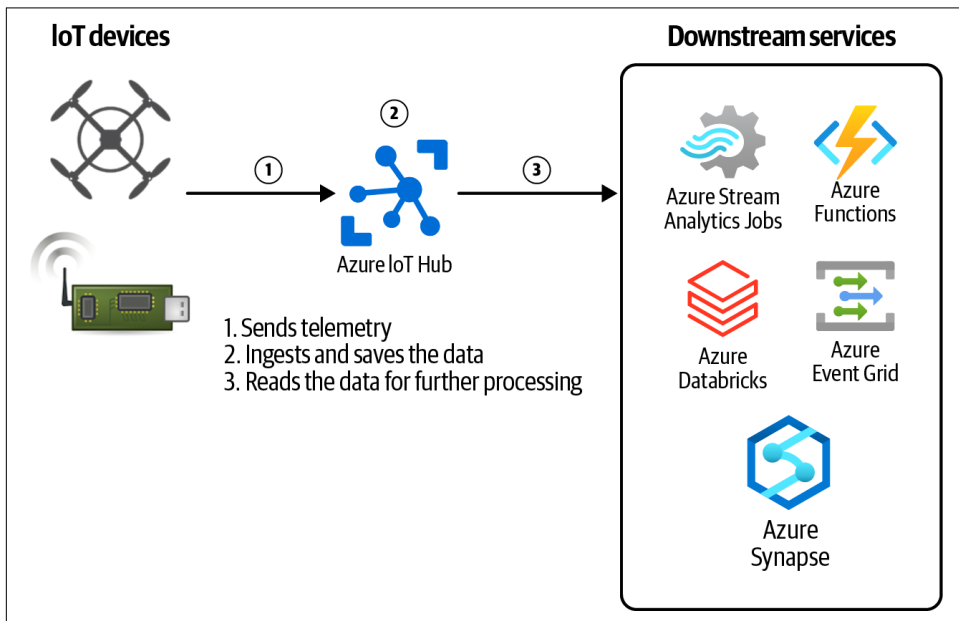 IoT devices
Downstream services
1
2
3
Azure IoT Hub
1. Sends telemetry
2. Ingests and saves the data
3. Reads the data for further processing
Azure Stream
Analytics Jobs
Azure
Functions
Azure
Databricks
Azure
Event Grid
Azure
Synapse